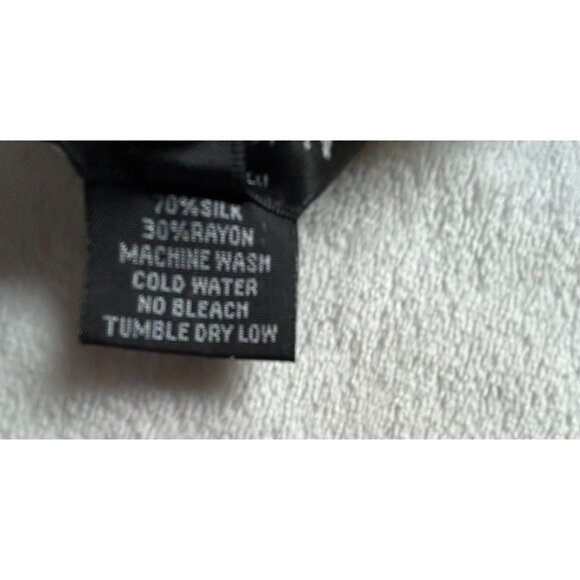 70%SILK
30%RAYON
MACHINE WASH
COLD WATER
NO BLEACH
TUMBLE DRY LOW